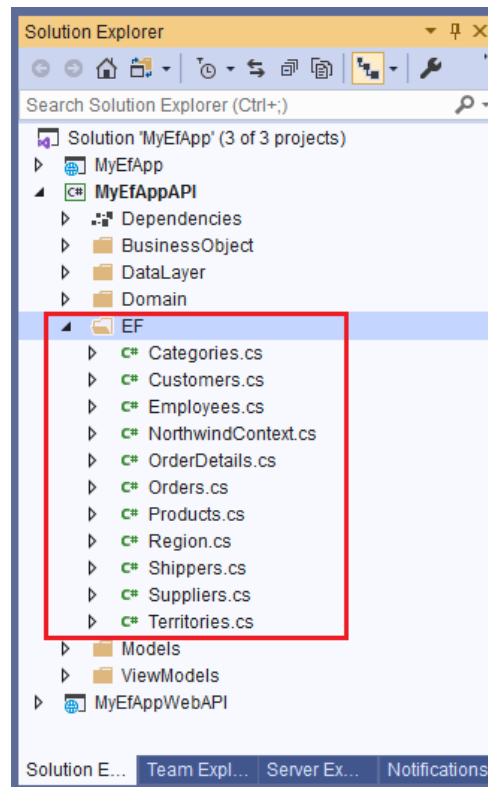 Solution Explorer
Search Solution Explorer (Ctrl+;)
Solution 'MyEfApp' (3 of 3 projects)
MyEfApp
C# MyEfAppAPI
Dependencies
BusinessObject
DataLayer
Domain
EF
C# Categories.cs
C# Customers.cs
C# Employees.cs
C# NorthwindContext.cs
C# OrderDetails.cs
C# Orders.cs
C# Products.cs
C# Region.cs
C# Shippers.cs
C# Suppliers.cs
C# Territories.cs
Models
ViewModels
MyEfAppWebAPI
Solution E... Team Expl... Server Ex... Notifications